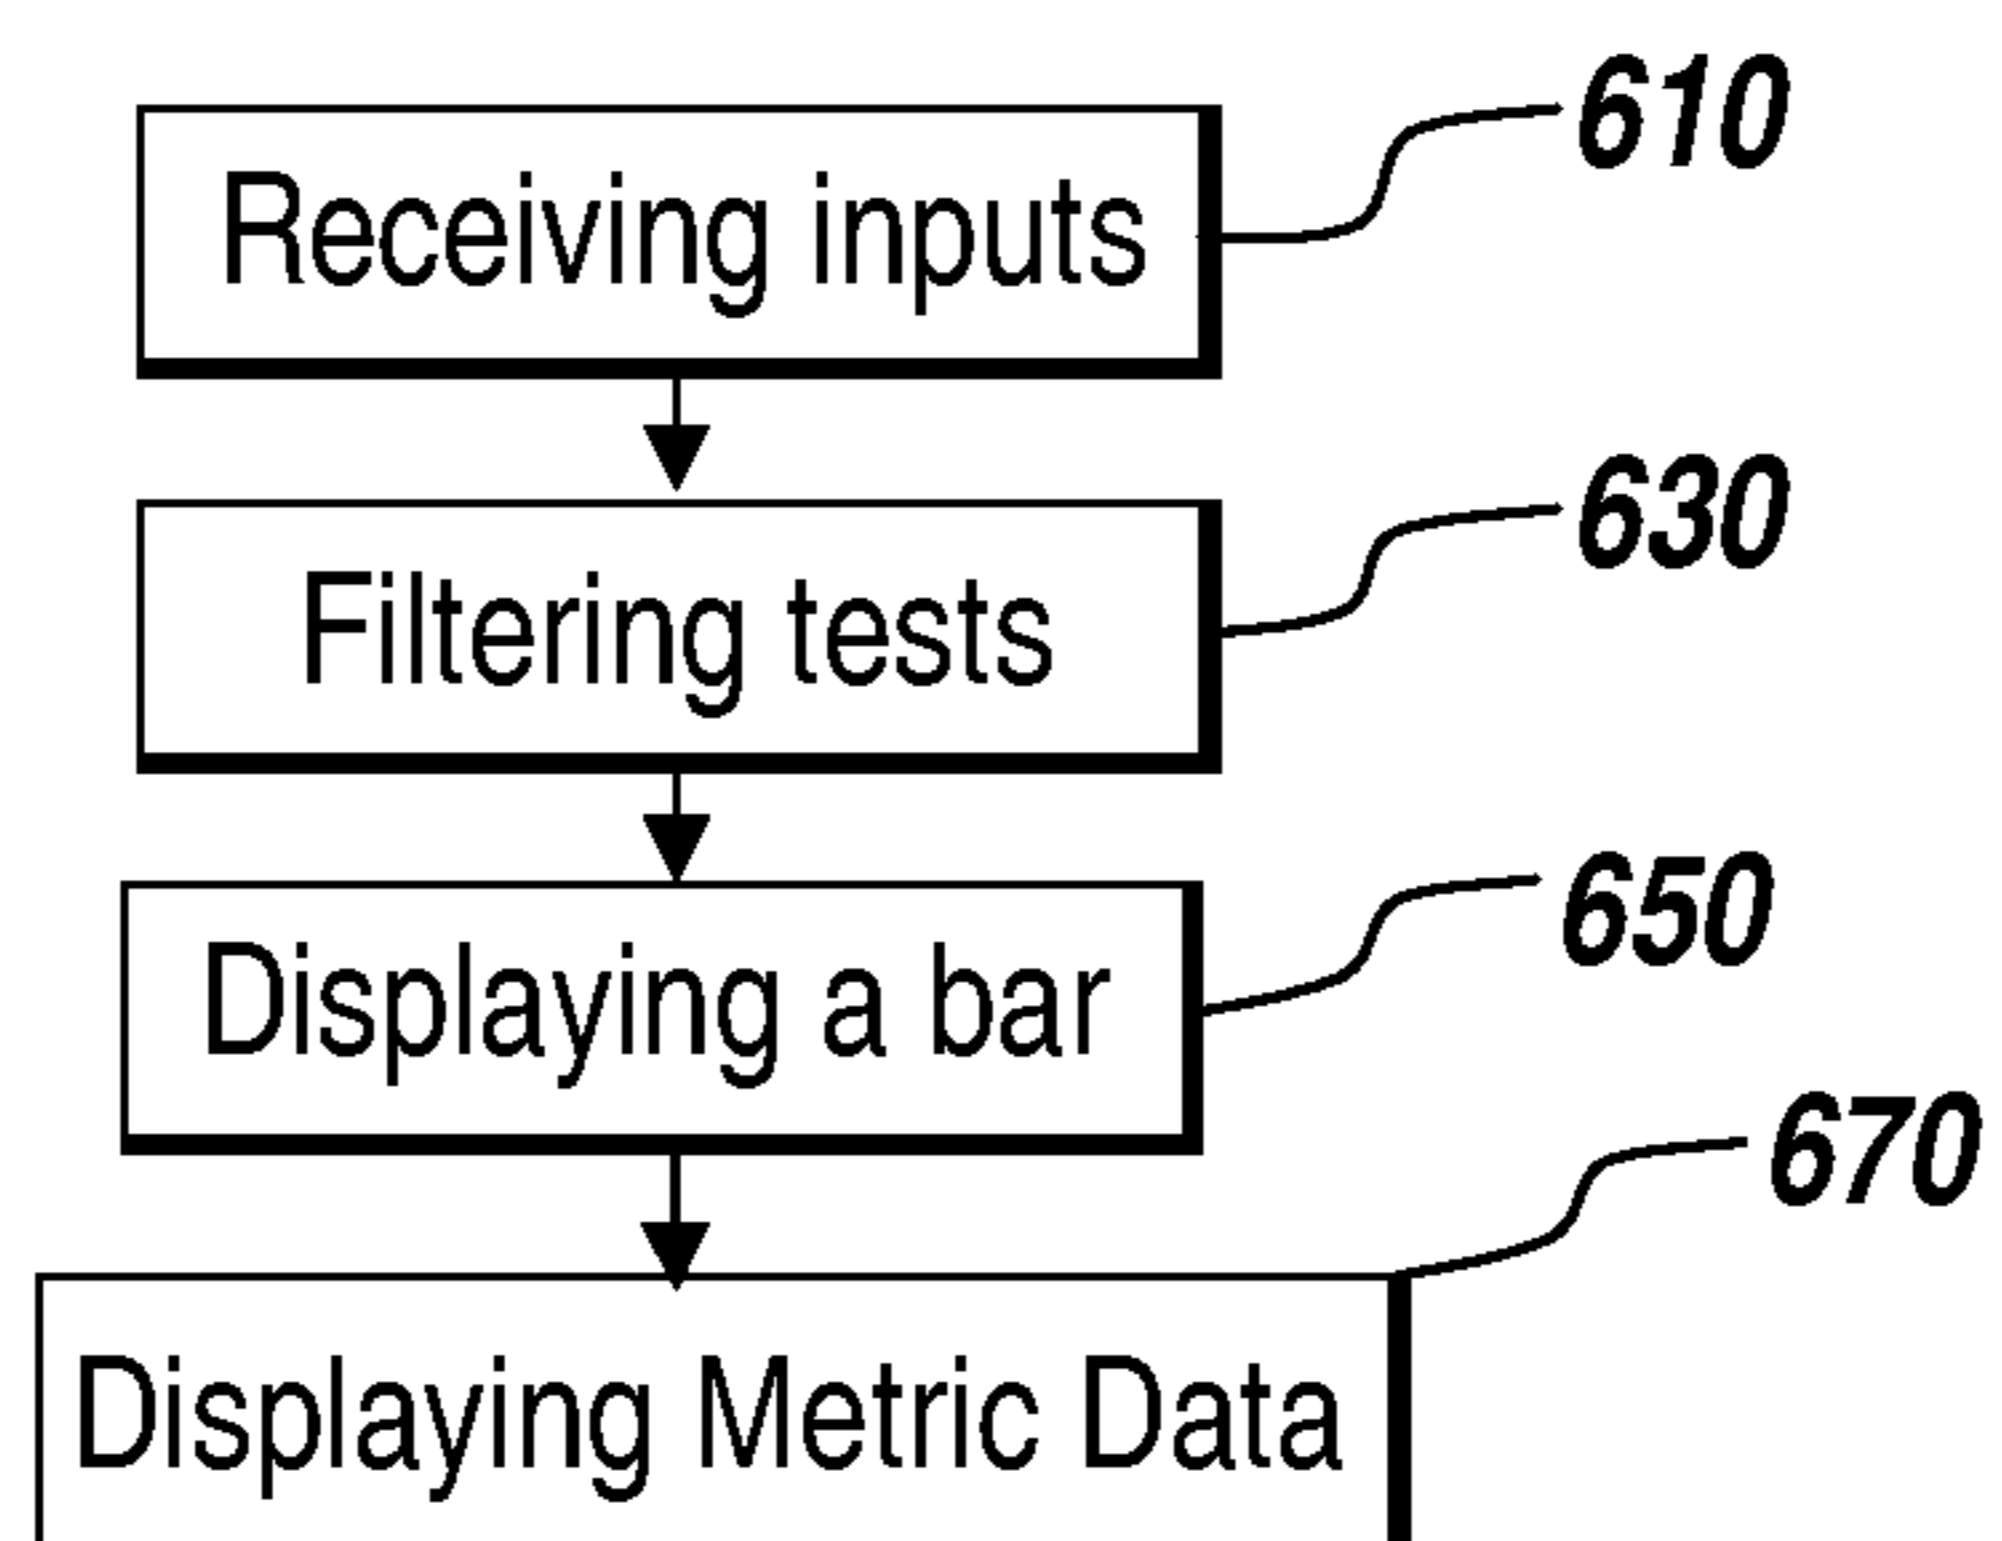 610
Receiving inputs
630
Filtering tests
650
Displaying a bar
670
Displaying Metric Data